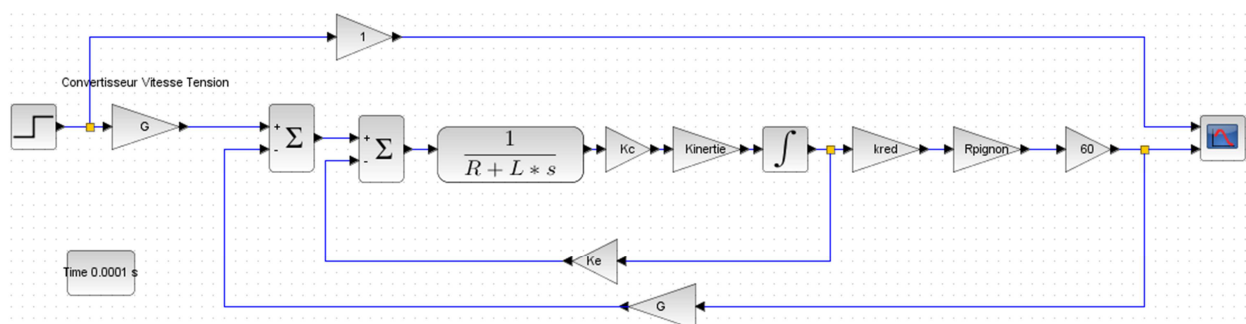 1
Convertisseur Vitesse Tension
G
+
-
Σ
+
-
Σ
1
R + L ∗ s
Kc
Kinertie
∫
kred
Rpignon
60
Ke
Time 0.0001 s
G